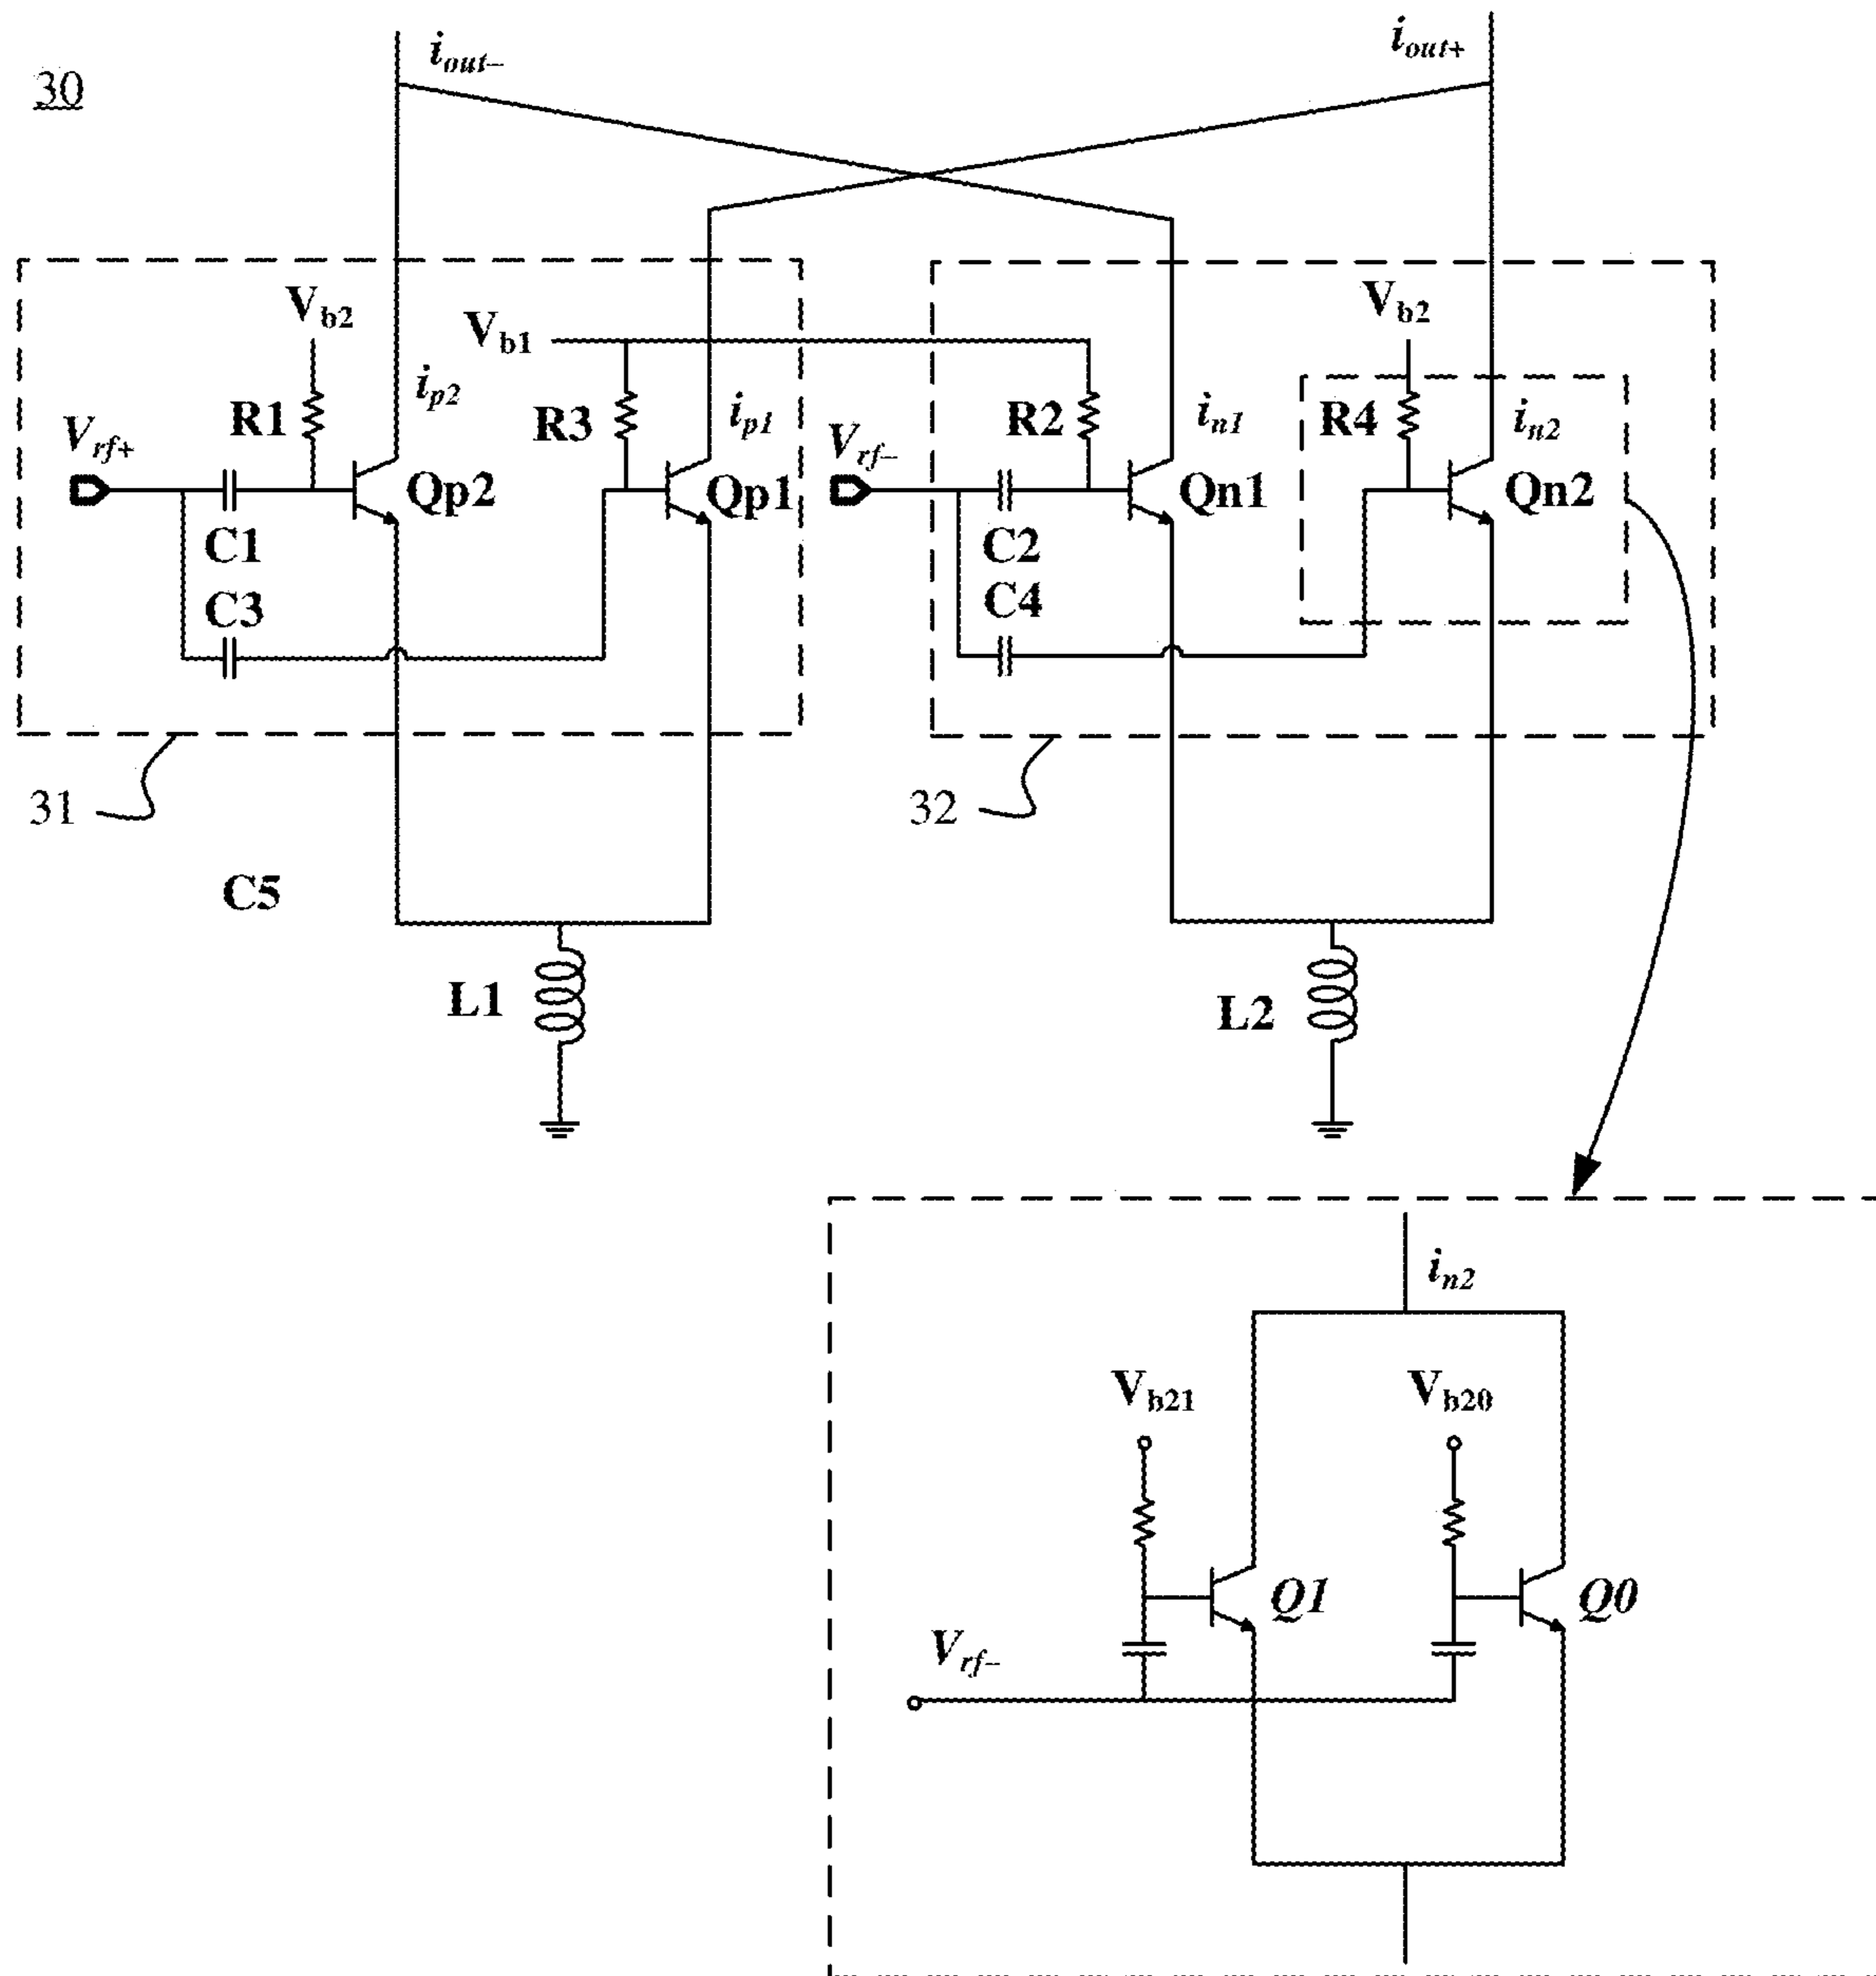 30
i_out–
i_out+
V_b2
V_b1
V_b2
i_p2
i_p1
i_n1
i_n2
R1
R3
R2
R4
V_rf+
V_rf–
Qp2
Qp1
Qn1
Qn2
C1
C2
C3
C4
31
32
C5
L1
L2
i_n2
V_b21
V_b20
Q1
Q0
V_rf–